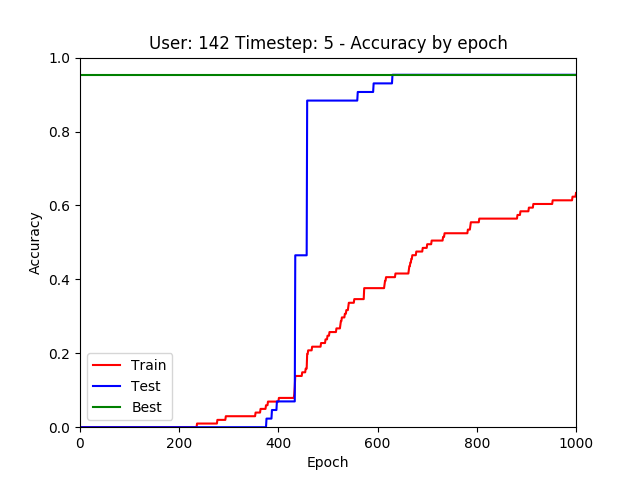 User: 142 Timestep: 5 - Accuracy by epoch
1.0
0.8
0.6
0.4
0.2
0.0
Accuracy
Train
Test
Best
0 200 400 600 800 1000
Epoch